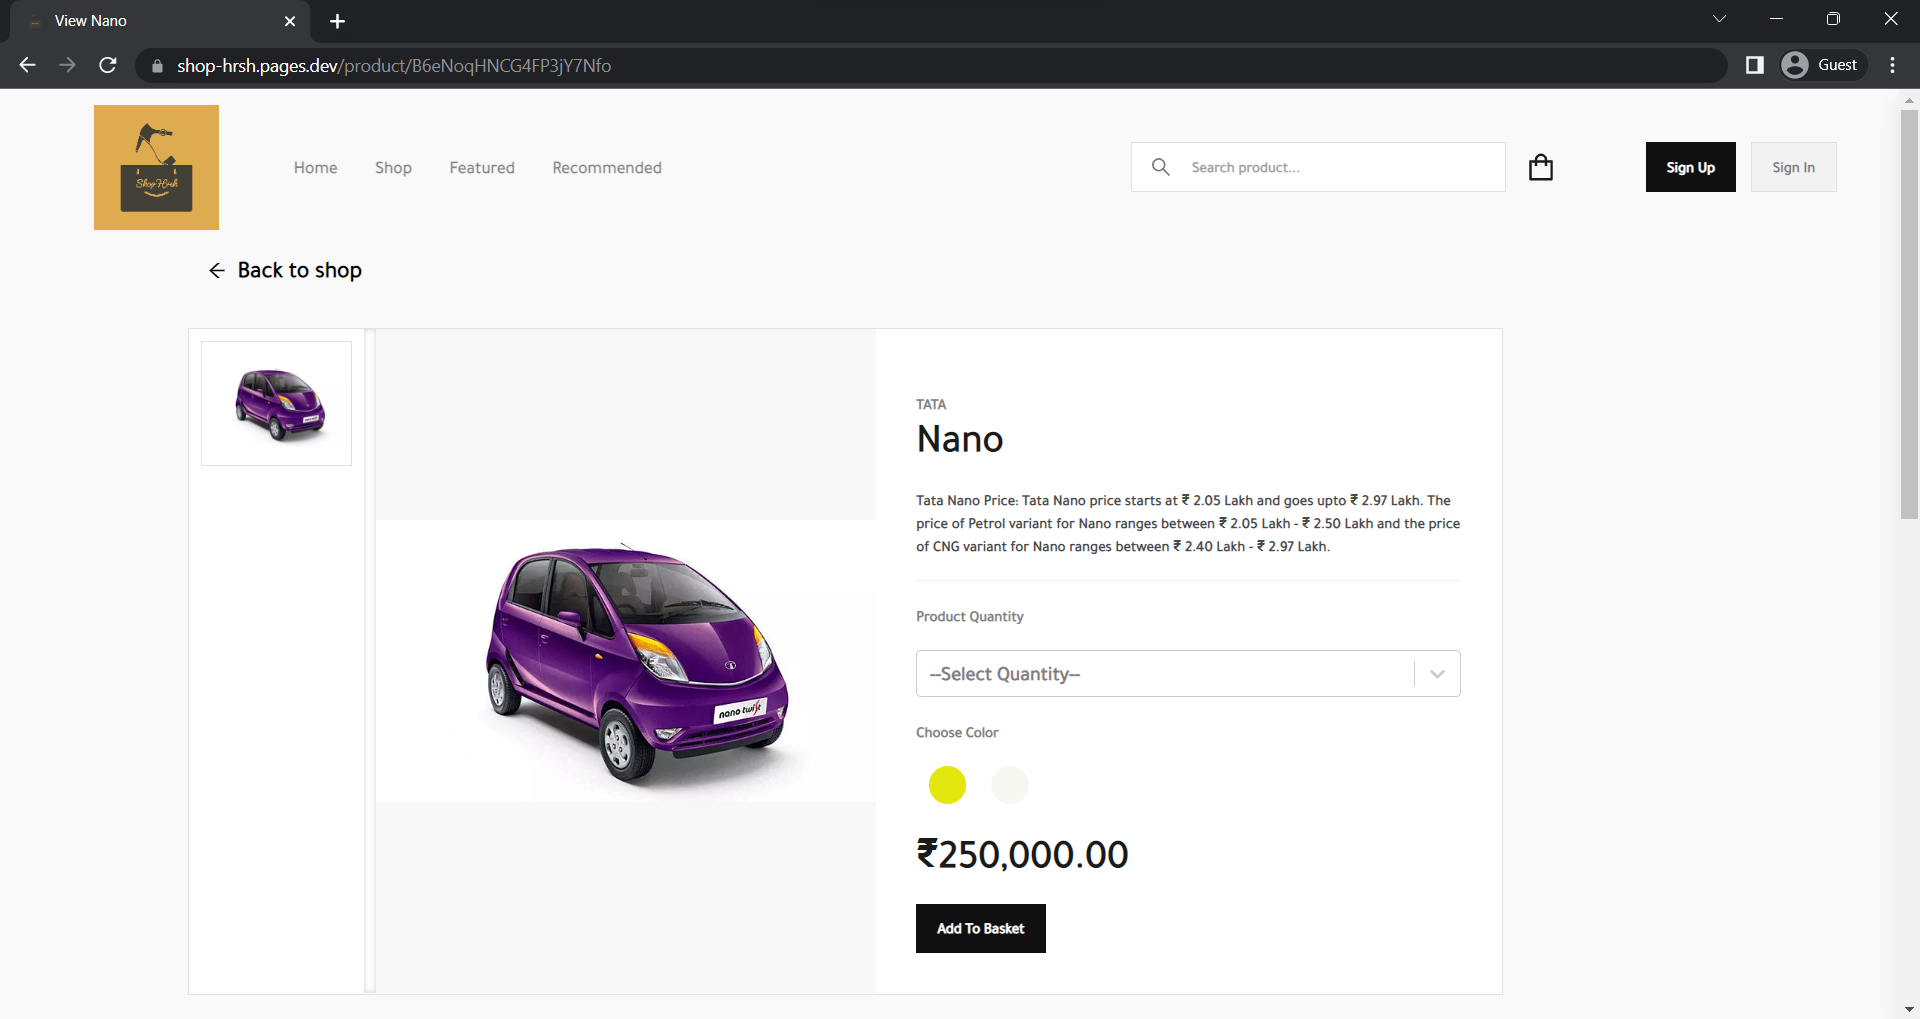 View Nano
shop-hrsh.pages.dev/product/B6eNoqHNCG4FP3jY7Nfo
Guest
Shop Hrsh
Home
Shop
Featured
Recommended
Search product...
Sign Up
Sign In
Back to shop
TATA
Nano
Tata Nano Price: Tata Nano price starts at ₹ 2.05 Lakh and goes upto ₹ 2.97 Lakh. The
price of Petrol variant for Nano ranges between ₹ 2.05 Lakh - ₹ 2.50 Lakh and the price
of CNG variant for Nano ranges between ₹ 2.40 Lakh - ₹ 2.97 Lakh.
Product Quantity
--Select Quantity--
Choose Color
nano twist
₹250,000.00
Add To Basket